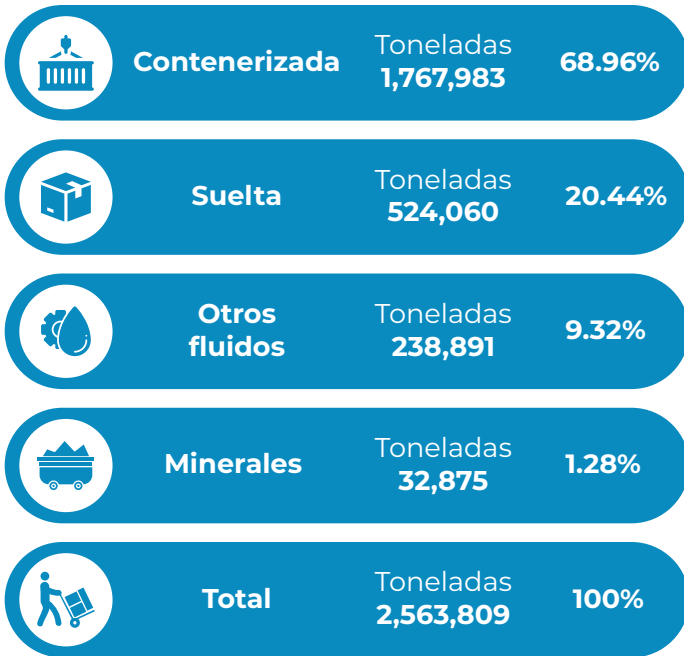 Contenerizada
Toneladas
1,767,983
68.96%
Suelta
Toneladas
524,060
20.44%
Otros
fluidos
Toneladas
238,891
9.32%
Minerales
Toneladas
32,875
1.28%
Total
Toneladas
2,563,809
100%